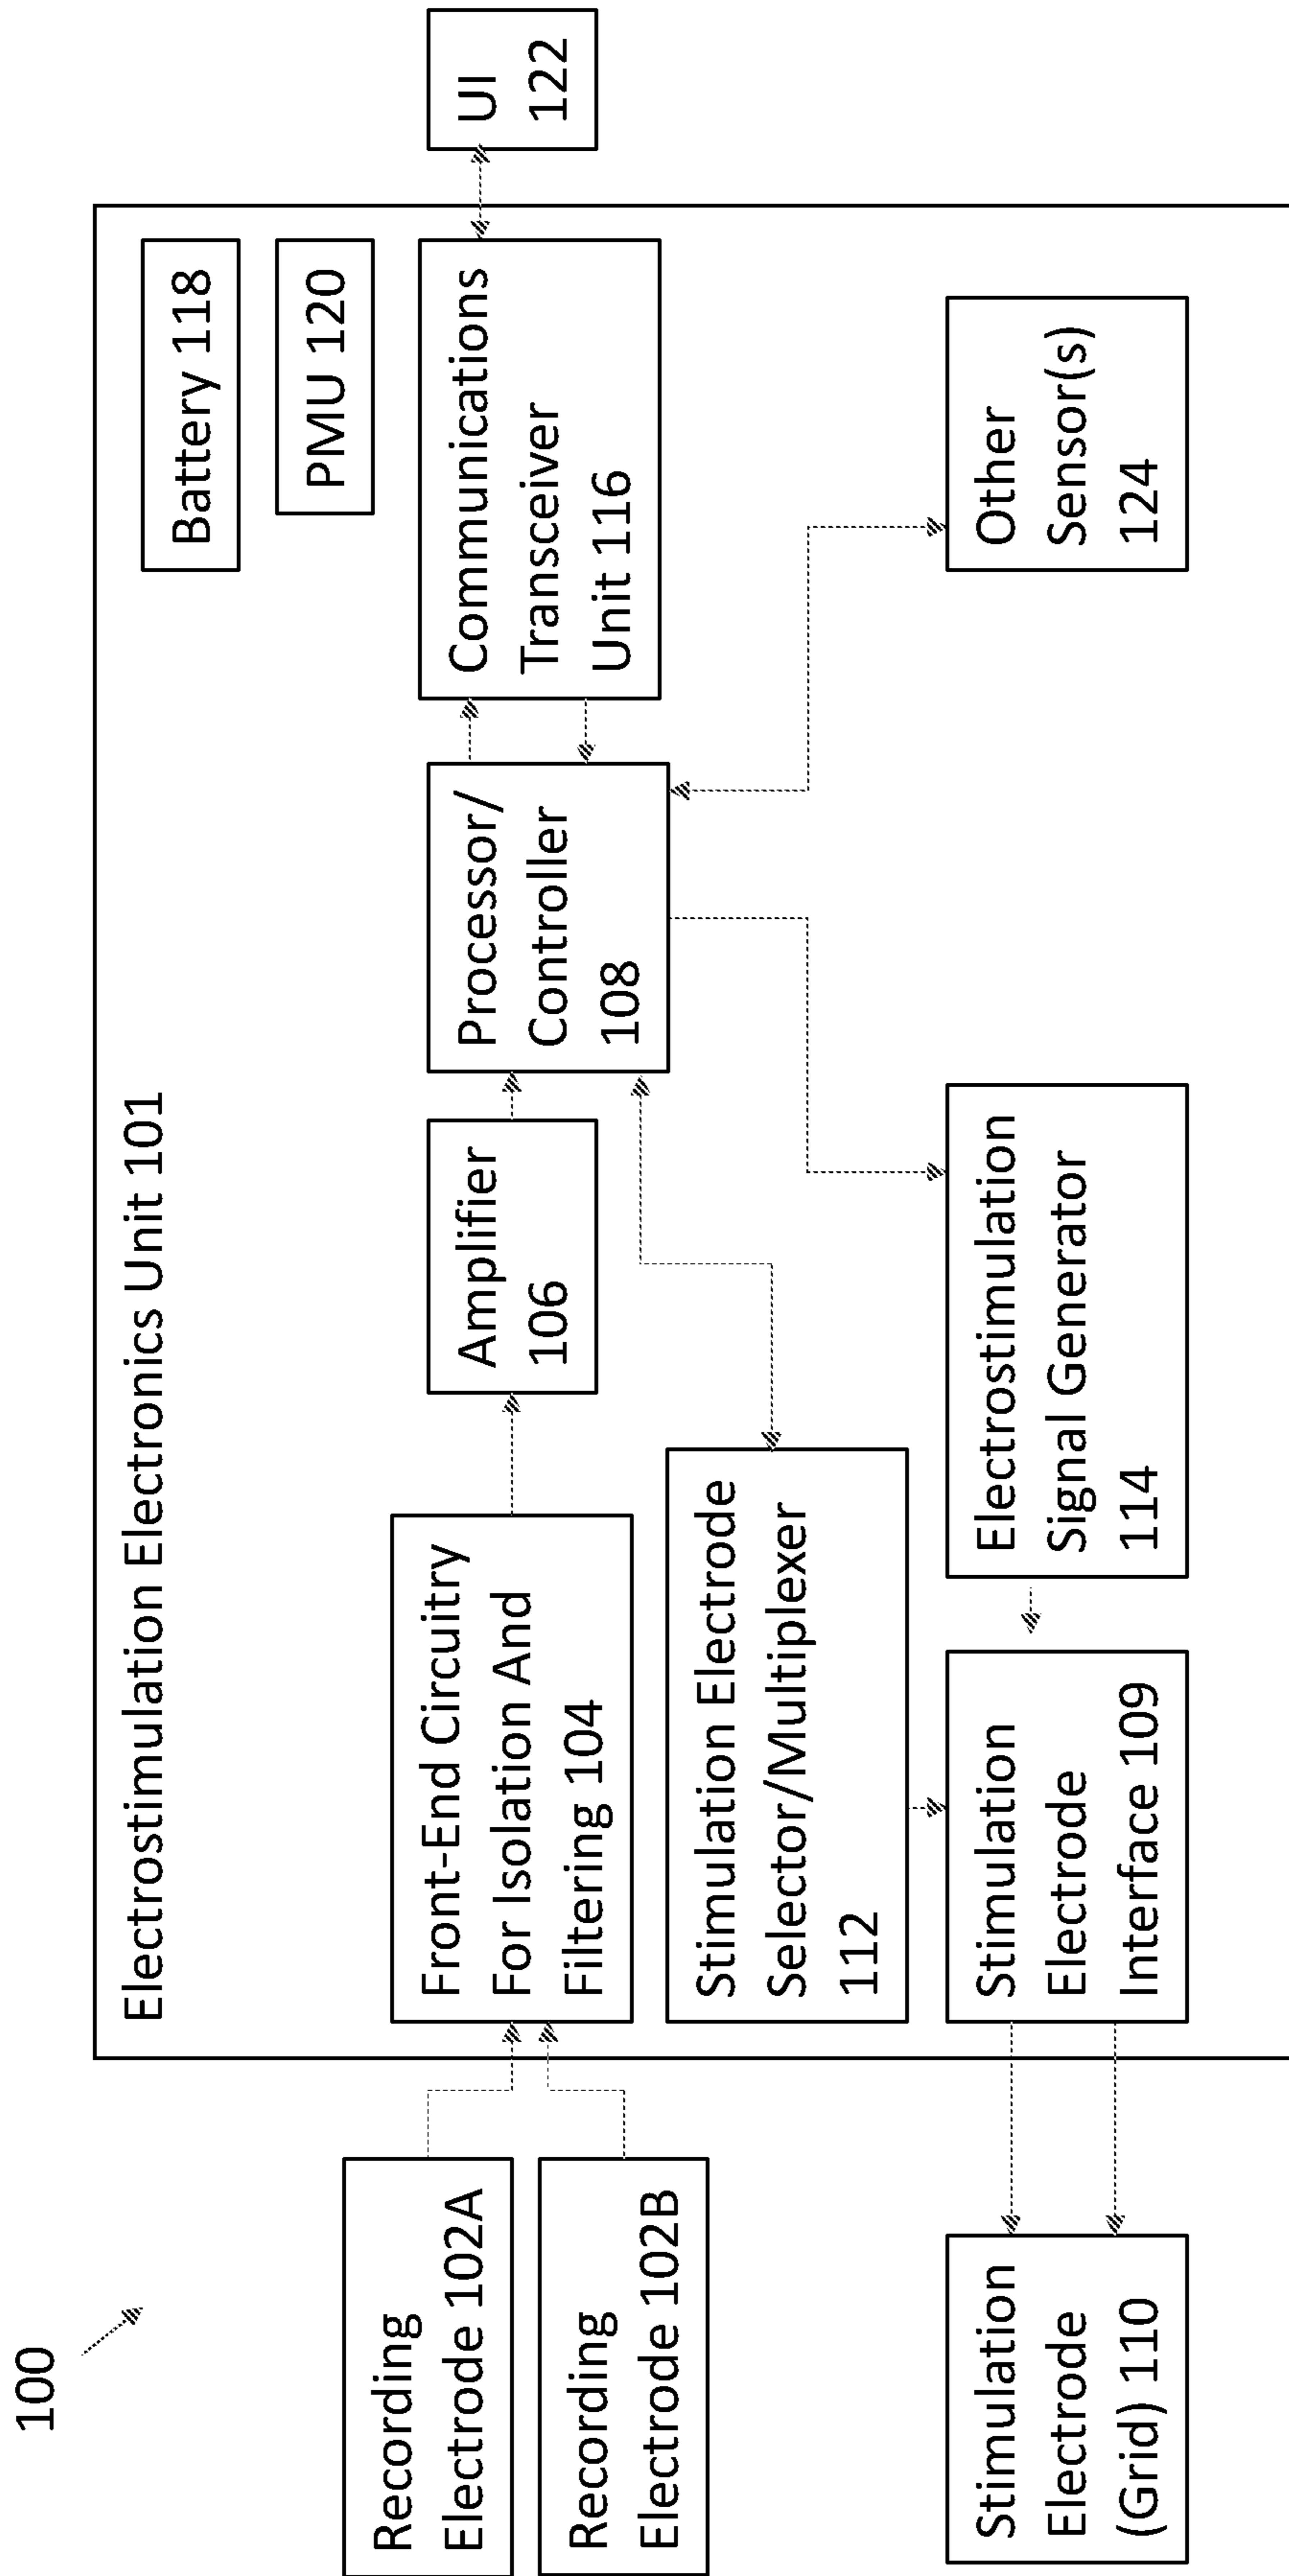 100
Electrostimulation Electronics Unit 101
Battery 118
PMU 120
Recording
Electrode 102A
Recording
Electrode 102B
Front-End Circuitry
For Isolation And
Filtering 104
Amplifier
106
Processor/
Controller
108
Communications
Transceiver
Unit 116
UI
122
Stimulation Electrode
Selector/Multiplexer
112
Stimulation
Electrode
(Grid) 110
Stimulation
Electrode
Interface 109
Electrostimulation
Signal Generator
114
Other
Sensor(s)
124